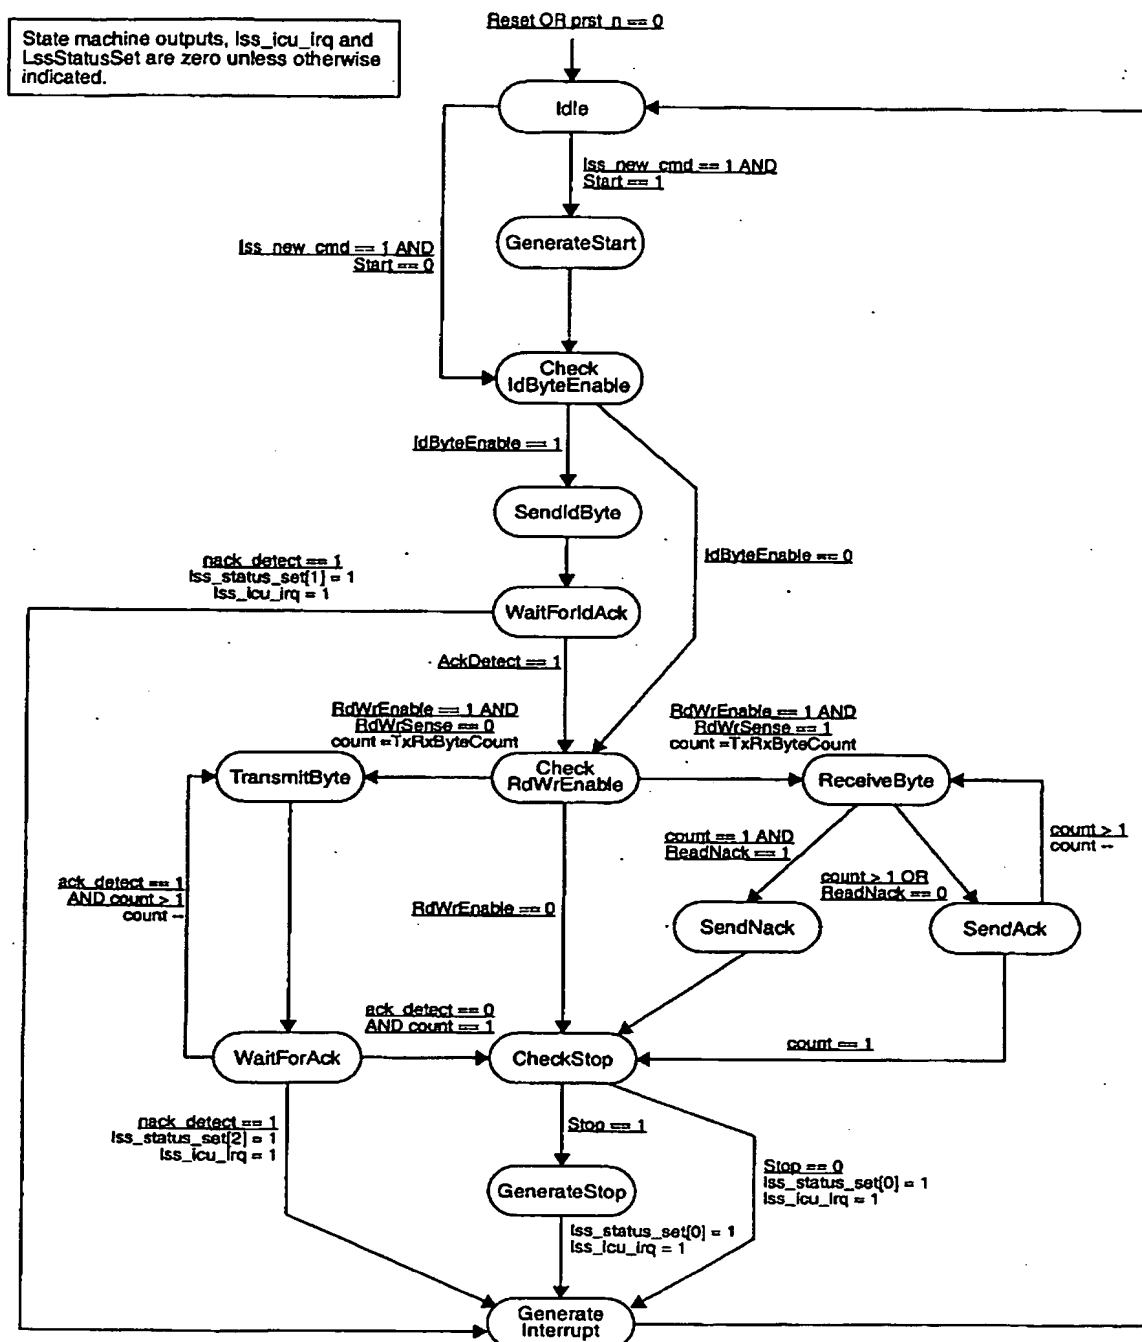 Reset OR prst_n == 0
State machine outputs, lss_icu_irq and
LssStatusSet are zero unless otherwise
indicated.
Idle
lss_new_cmd == 1 AND
Start == 1
GenerateStart
lss_new_cmd == 1 AND
Start == 0
Check
IdByteEnable
IdByteEnable == 1
SendIdByte
IdByteEnable == 0
nack_detect == 1
lss_status_set[1] = 1
lss_icu_irq = 1
WaitForIdAck
AckDetect == 1
RdWrEnable == 1 AND
RdWrSense == 0
count =TxRxByteCount
RdWrEnable == 1 AND
RdWrSense == 1
count =TxRxByteCount
TransmitByte
Check
RdWrEnable
ReceiveByte
count == 1 AND
ReadNack == 1
count > 1
count --
ack_detect == 1
AND count > 1
count --
count > 1 OR
ReadNack == 0
RdWrEnable == 0
SendNack
SendAck
ack_detect == 0
AND count == 1
WaitForAck
CheckStop
count == 1
nack_detect == 1
lss_status_set[2] = 1
lss_icu_irq = 1
Stop == 1
Stop == 0
lss_status_set[0] = 1
lss_icu_irq = 1
GenerateStop
lss_status_set[0] = 1
lss_icu_irq = 1
Generate
Interrupt